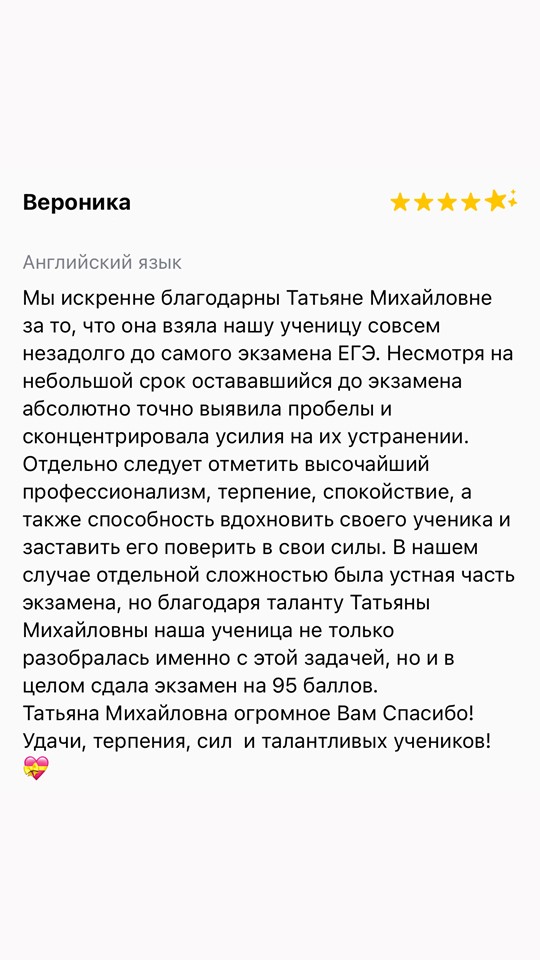 Вероника
Английский язык
Мы искренне благодарны Татьяне Михайловне
за то, что она взяла нашу ученицу совсем
незадолго до самого экзамена ЕГЭ. Несмотря на
небольшой срок остававшийся до экзамена
абсолютно точно выявила пробелы и
сконцентрировала усилия на их устранении.
Отдельно следует отметить высочайший
профессионализм, терпение, спокойствие, а
также способность вдохновить своего ученика и
заставить его поверить в свои силы. В нашем
случае отдельной сложностью была устная часть
экзамена, но благодаря таланту Татьяны
Михайловны наша ученица не только
разобралась именно с этой задачей, но и в
целом сдала экзамен на 95 баллов.
Татьяна Михайловна огромное Вам Спасибо!
Удачи, терпения, сил  и талантливых учеников!
💝